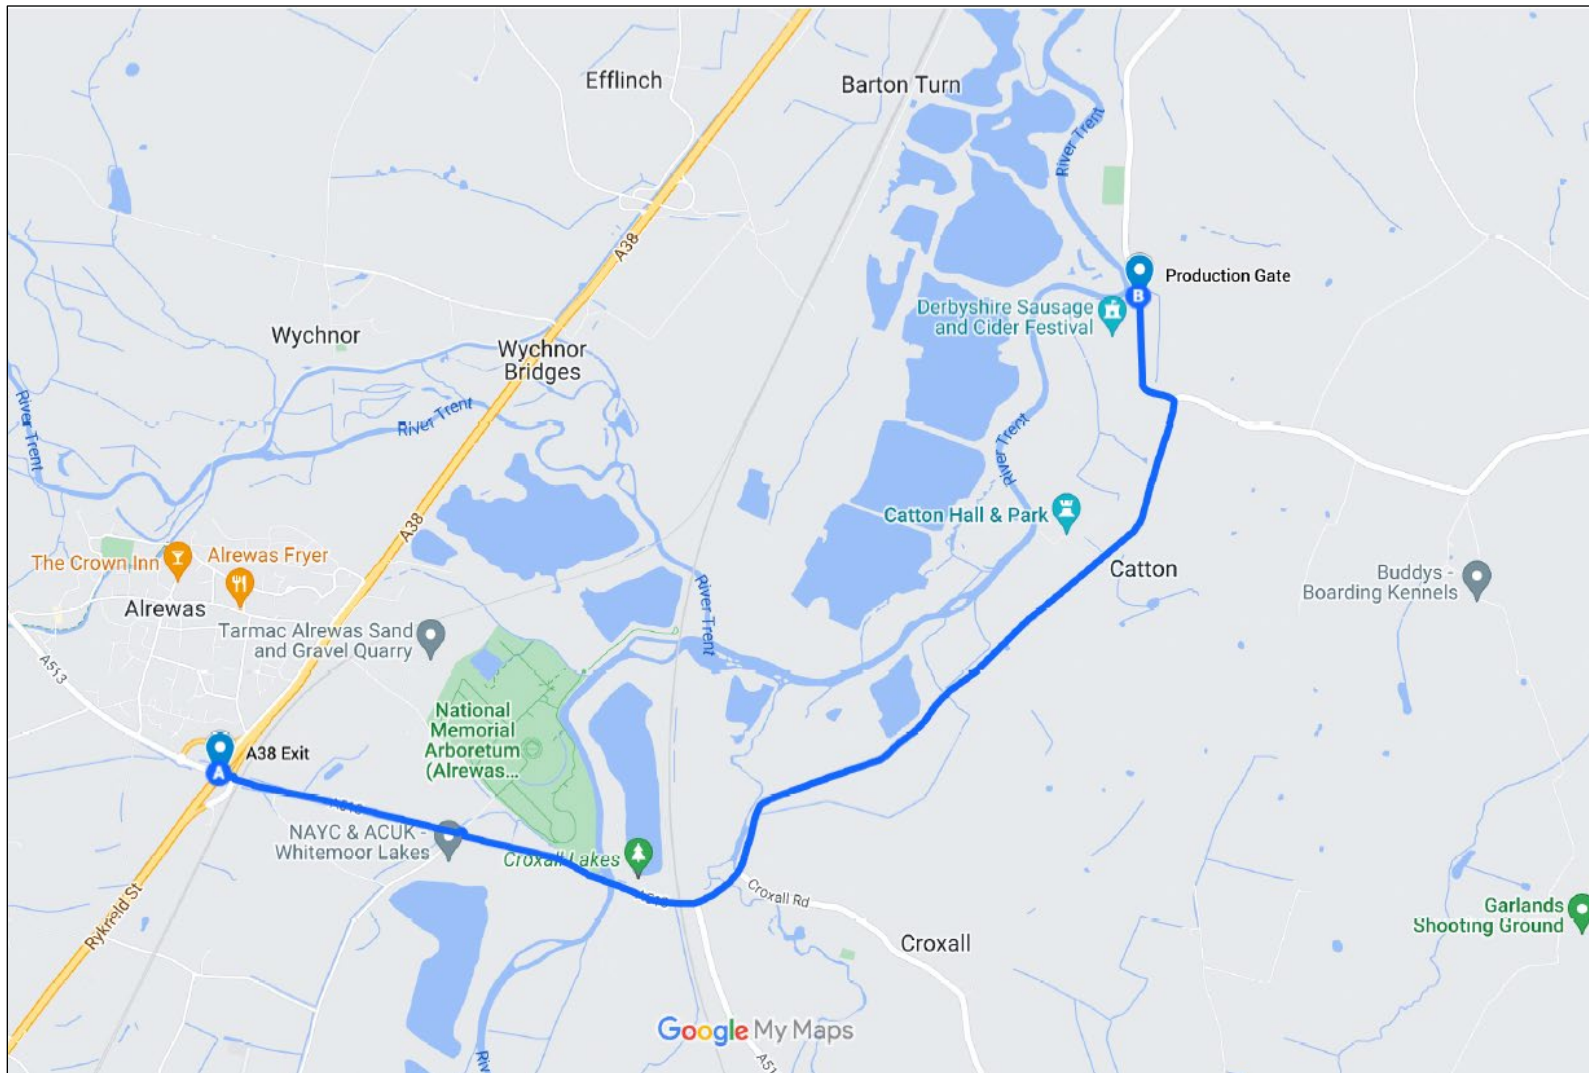 Efflinch
Barton Turn
River Trent
A38
Production Gate
Derbyshire Sausage
and Cider Festival
Wychnor
Wychnor
Bridges
River Trent
River Trent
River Trent
A38
Catton Hall & Park
The Crown Inn
Alrewas Fryer
Catton
Buddys -
Boarding Kennels
Alrewas
River Trent
Tarmac Alrewas Sand
and Gravel Quarry
A513
National
Memorial
Arboretum
(Alrewas...
A38 Exit
A
B
NAYC & ACUK -
Whitemoor Lakes
Croxall Lakes
Croxall Rd
Garlands
Shooting Ground
Croxall
Google My Maps
A51
Riv